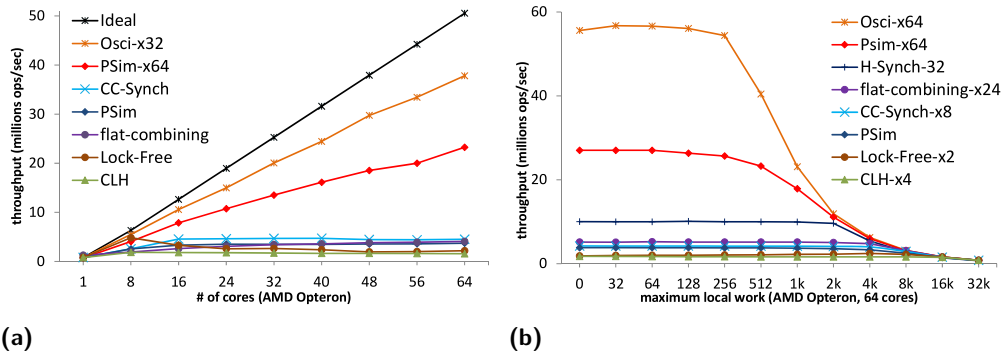 throughput (millions ops/sec)
50
40
30
20
10
0
Ideal
Osci-x32
PSim-x64
CC-Synch
PSim
flat-combining
Lock-Free
CLH
1 8 16 24 32 40 48 56 64
# of cores (AMD Opteron)
(a)
throughput (millions ops/sec)
60
40
20
0
Osci-x64
Psim-x64
H-Synch-32
flat-combining-x24
CC-Synch-x8
PSim
Lock-Free-x2
CLH-x4
0 32 64 128 256 512 1k 2k 4k 8k 16k 32k
maximum local work (AMD Opteron, 64 cores)
(b)